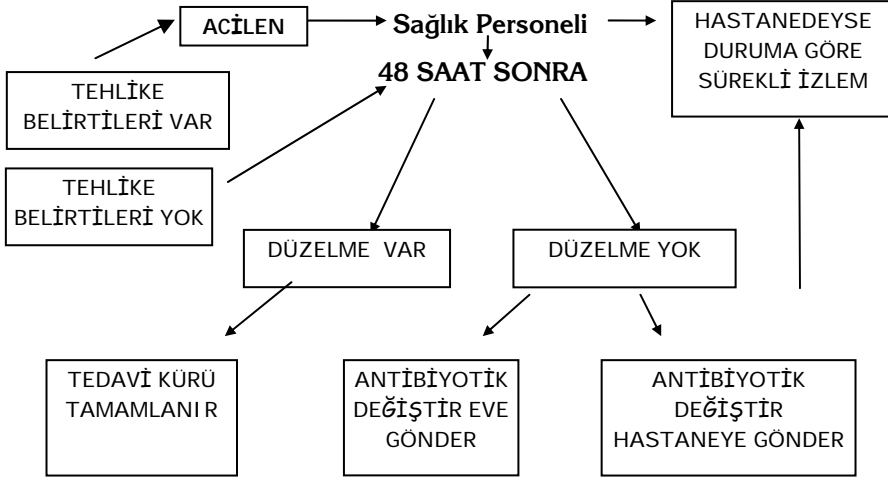 ACİLEN
Sağlık Personeli
HASTANEDEYSE
DURUMA GÖRE
SÜREKLİ İZLEM
48 SAAT SONRA
TEHLİKE
BELİRTİLERİ VAR
TEHLİKE
BELİRTİLERİ YOK
DÜZELME VAR
DÜZELME YOK
TEDAVİ KÜRÜ
TAMAMLANI R
ANTİBİYOTİK
DEĞİŞTİR EVE
GÖNDER
ANTİBİYOTİK
DEĞİŞTİR
HASTANEYE GÖNDER